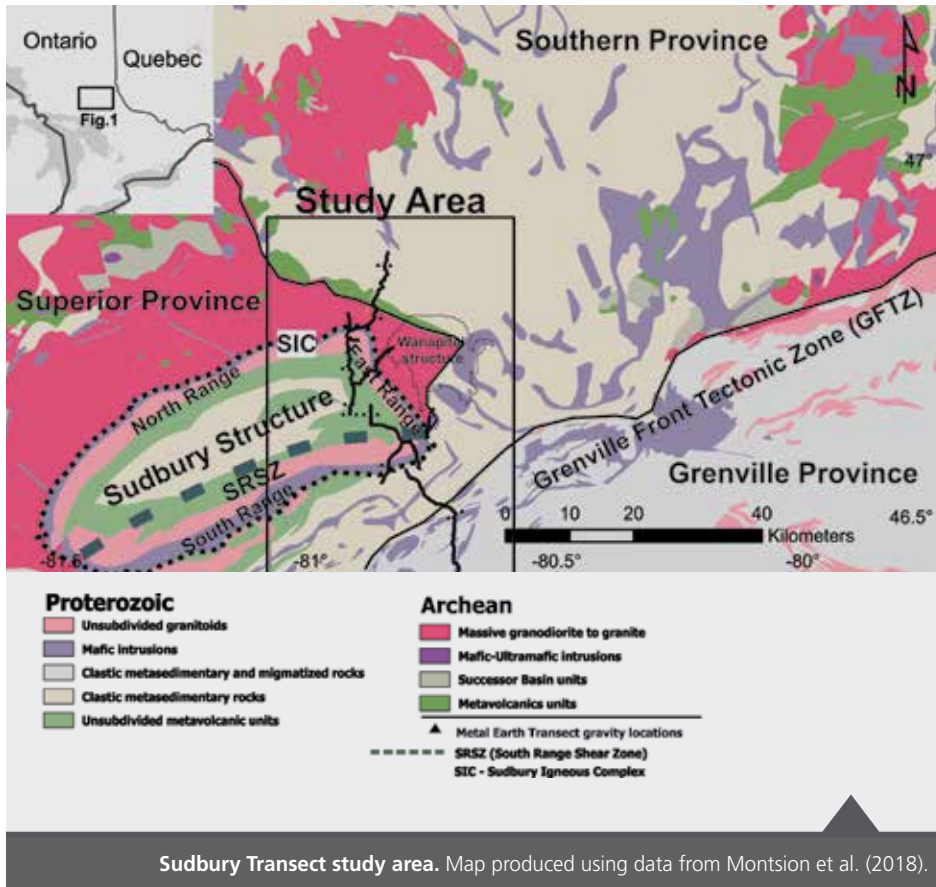 Ontario
Quebec
Fig.1
Southern Province
N
47°
Study Area
Superior Province
SIC
Wanapitei
structure
North Range
East Range
Sudbury Structure
SRSZ
South Range
Grenville Front Tectonic Zone (GFTZ)
Grenville Province
0 10 20 40
Kilometers
46.5°
-81.5°
-81°
-80.5°
-80°
Proterozoic
Unsubdivided granitoids
Mafic intrusions
Clastic metasedimentary and migmatized rocks
Clastic metasedimentary rocks
Unsubdivided metavolcanic units
Archean
Massive granodiorite to granite
Mafic-Ultramafic intrusions
Successor Basin units
Metavolcanics units
Metal Earth Transect gravity locations
SRSZ (South Range Shear Zone)
SIC - Sudbury Igneous Complex
Sudbury Transect study area. Map produced using data from Montsion et al. (2018).